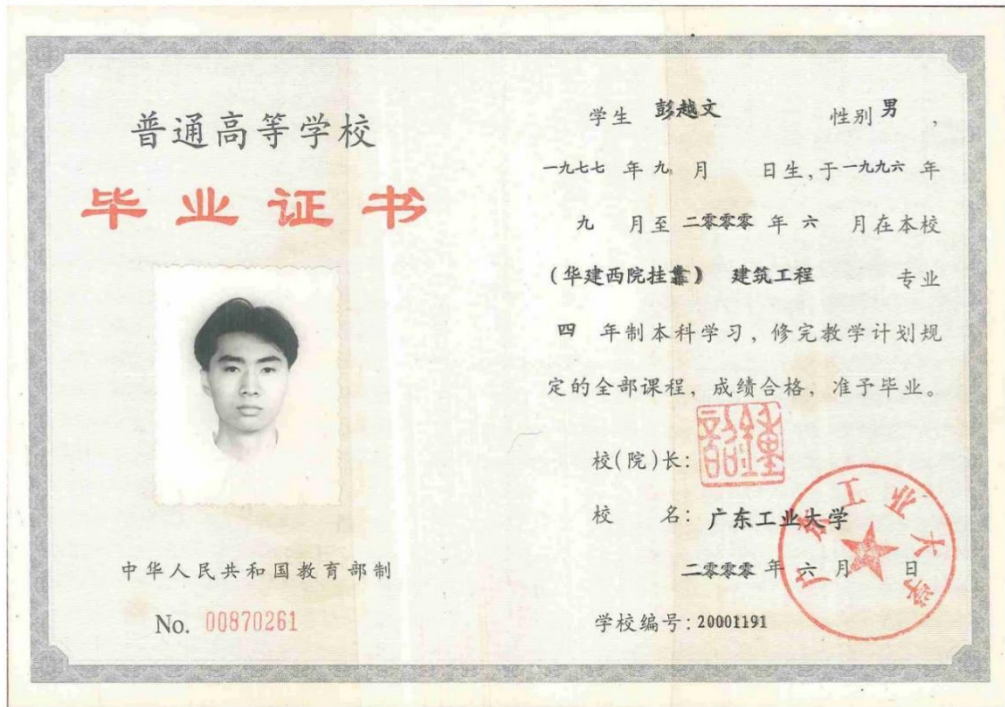 普通高等学校
毕业证书
中华人民共和国教育部制
No. 00870261
学生 彭越文 性别 男 ,
一九七七 年 九 月 日生,于一九九六 年
九 月至 二零零零 年 六 月在本校
(华建西院挂靠) 建筑工程 专业
四 年制本科学习，修完教学计划规
定的全部课程，成绩合格，准予毕业。
校(院)长:
校 名: 广东工业大学
二零零零 年 六 月 日
广东工业大学
学校编号: 20001191